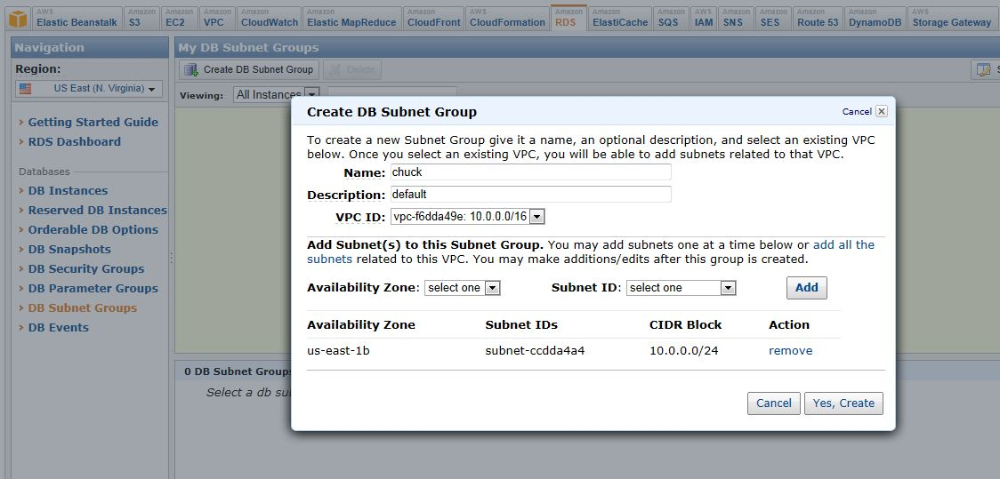 AWS Amazon Amazon Amazon Amazon Amazon Amazon AWS Amazon Amazon Amazon AWS Amazon Amazon Amazon Amazon AWS
Elastic Beanstalk S3 EC2 VPC CloudWatch Elastic MapReduce CloudFront CloudFormation RDS ElastiCache SQS IAM SNS SES Route 53 DynamoDB Storage Gateway
Navigation
Region:
US East (N. Virginia)
Getting Started Guide
RDS Dashboard
Databases
DB Instances
Reserved DB Instances
Orderable DB Options
DB Snapshots
DB Security Groups
DB Parameter Groups
DB Subnet Groups
DB Events
My DB Subnet Groups
Create DB Subnet Group Delete
Viewing: All Instances
Create DB Subnet Group Cancel
To create a new Subnet Group give it a name, an optional description, and select an existing VPC
below. Once you select an existing VPC, you will be able to add subnets related to that VPC.
Name: chuck
Description: default
VPC ID: vpc-f6dda49e: 10.0.0.0/16
Add Subnet(s) to this Subnet Group. You may add subnets one at a time below or add all the
subnets related to this VPC. You may make additions/edits after this group is created.
Availability Zone: select one Subnet ID: select one Add
Availability Zone Subnet IDs CIDR Block Action
us-east-1b subnet-ccdda4a4 10.0.0.0/24 remove
Cancel Yes, Create
0 DB Subnet Groups
Select a db su